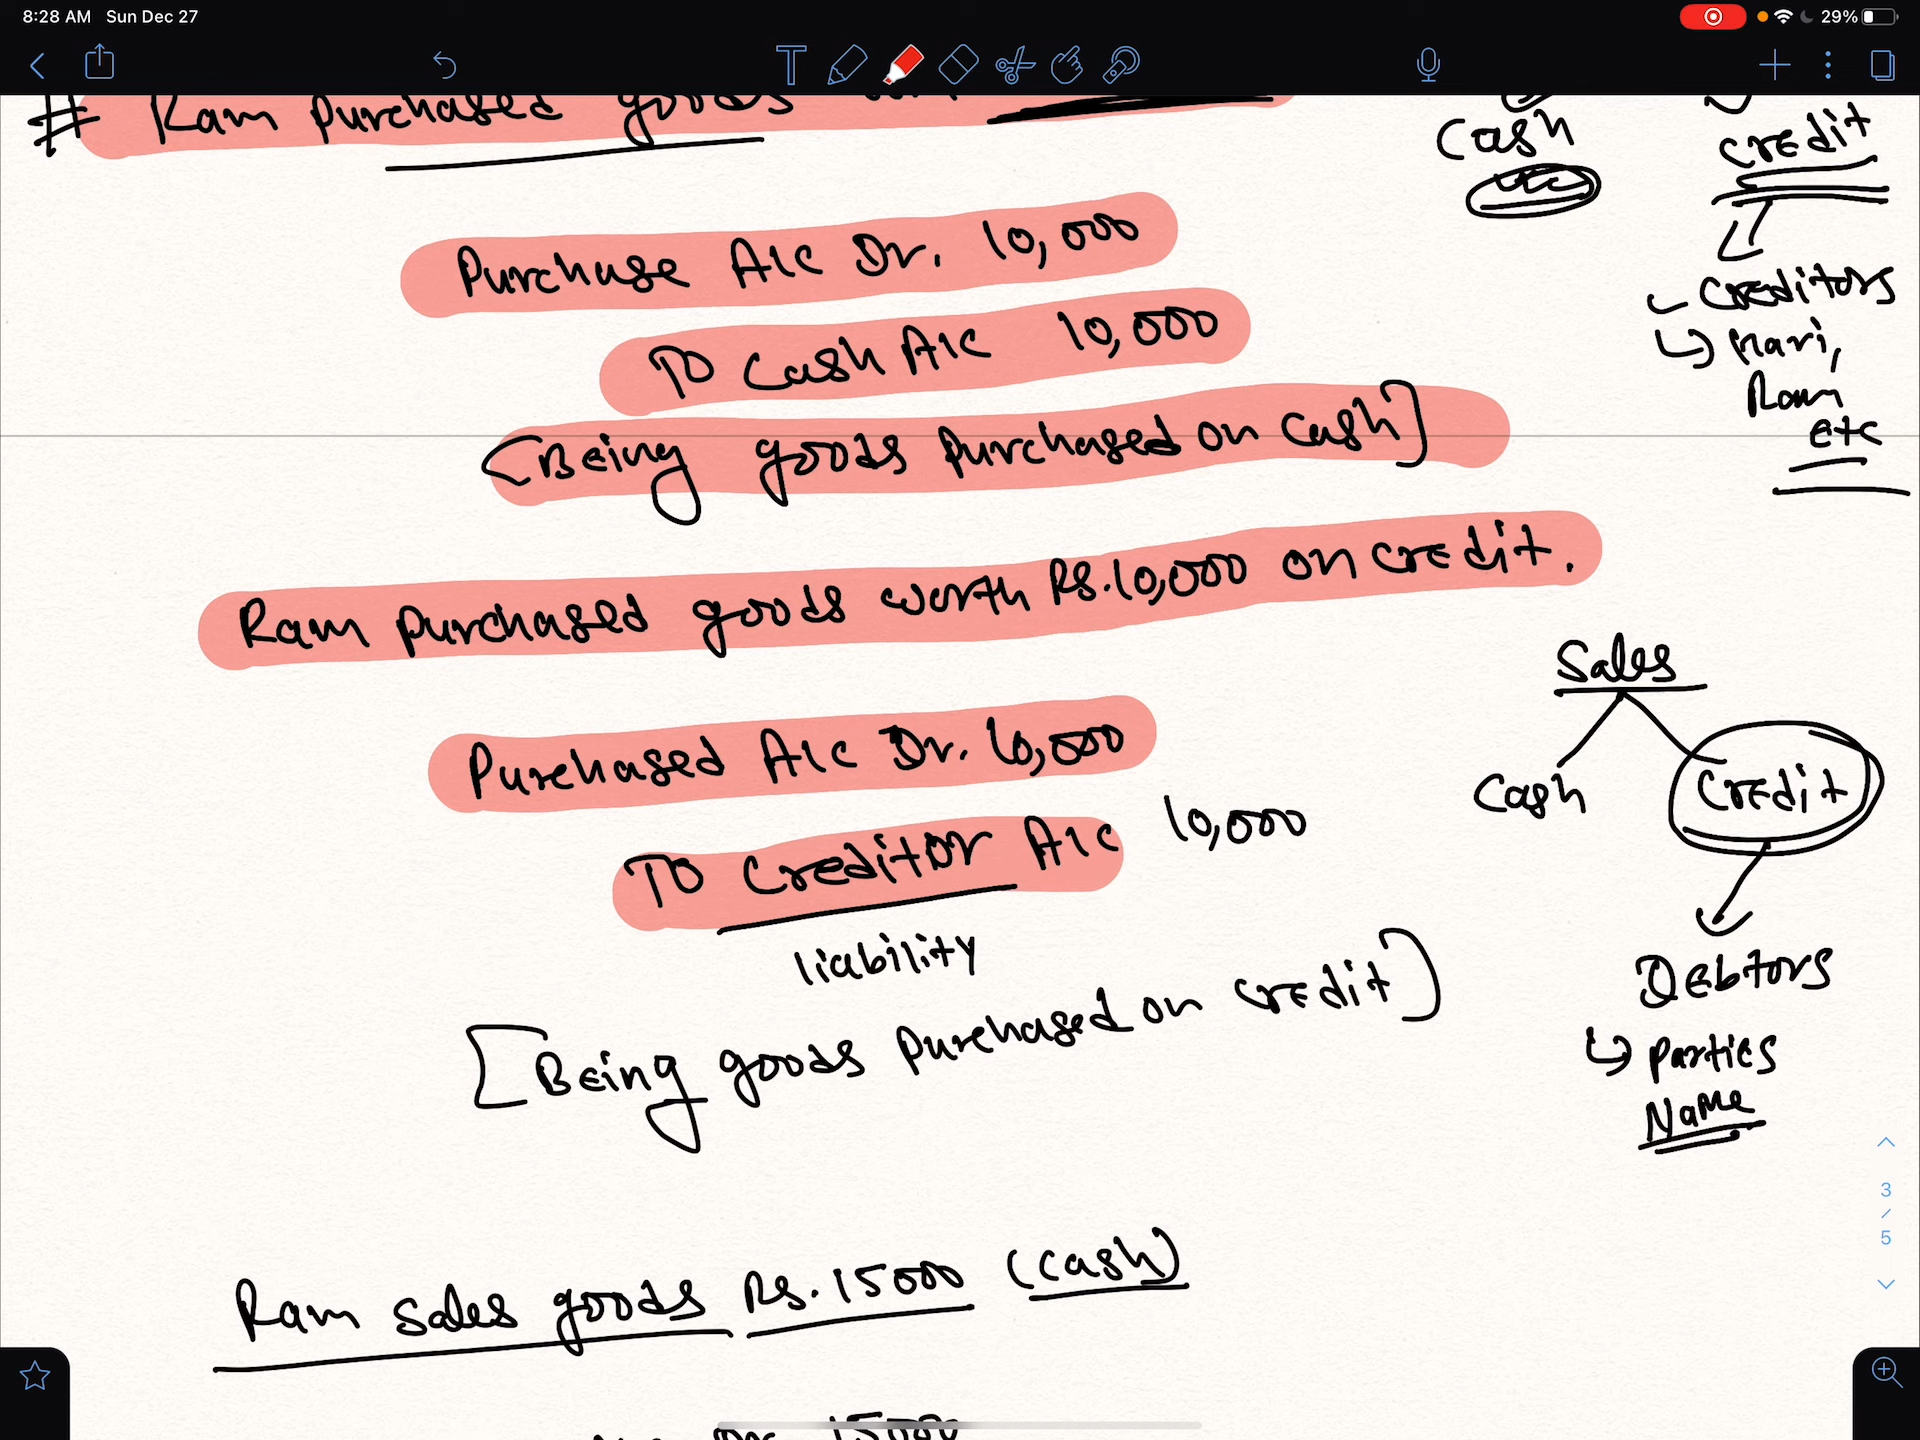 8:28 AM Sun Dec 27
29%
# Ram purchased goods
Cash
credit
Purchase A/c Dr. 10,000
To Cash A/c 10,000
[Being goods purchased on cash]
Creditors
Hari,
Ram
etc
Ram purchased goods worth Rs.10,000 on credit.
Purchased A/c Dr. 10,000
To Creditor A/c 10,000
liability
[Being goods purchased on credit]
Sales
Cash Credit
Debtors
parties
Name
3
/
5
Ram sales goods Rs.15000 (cash)
15000